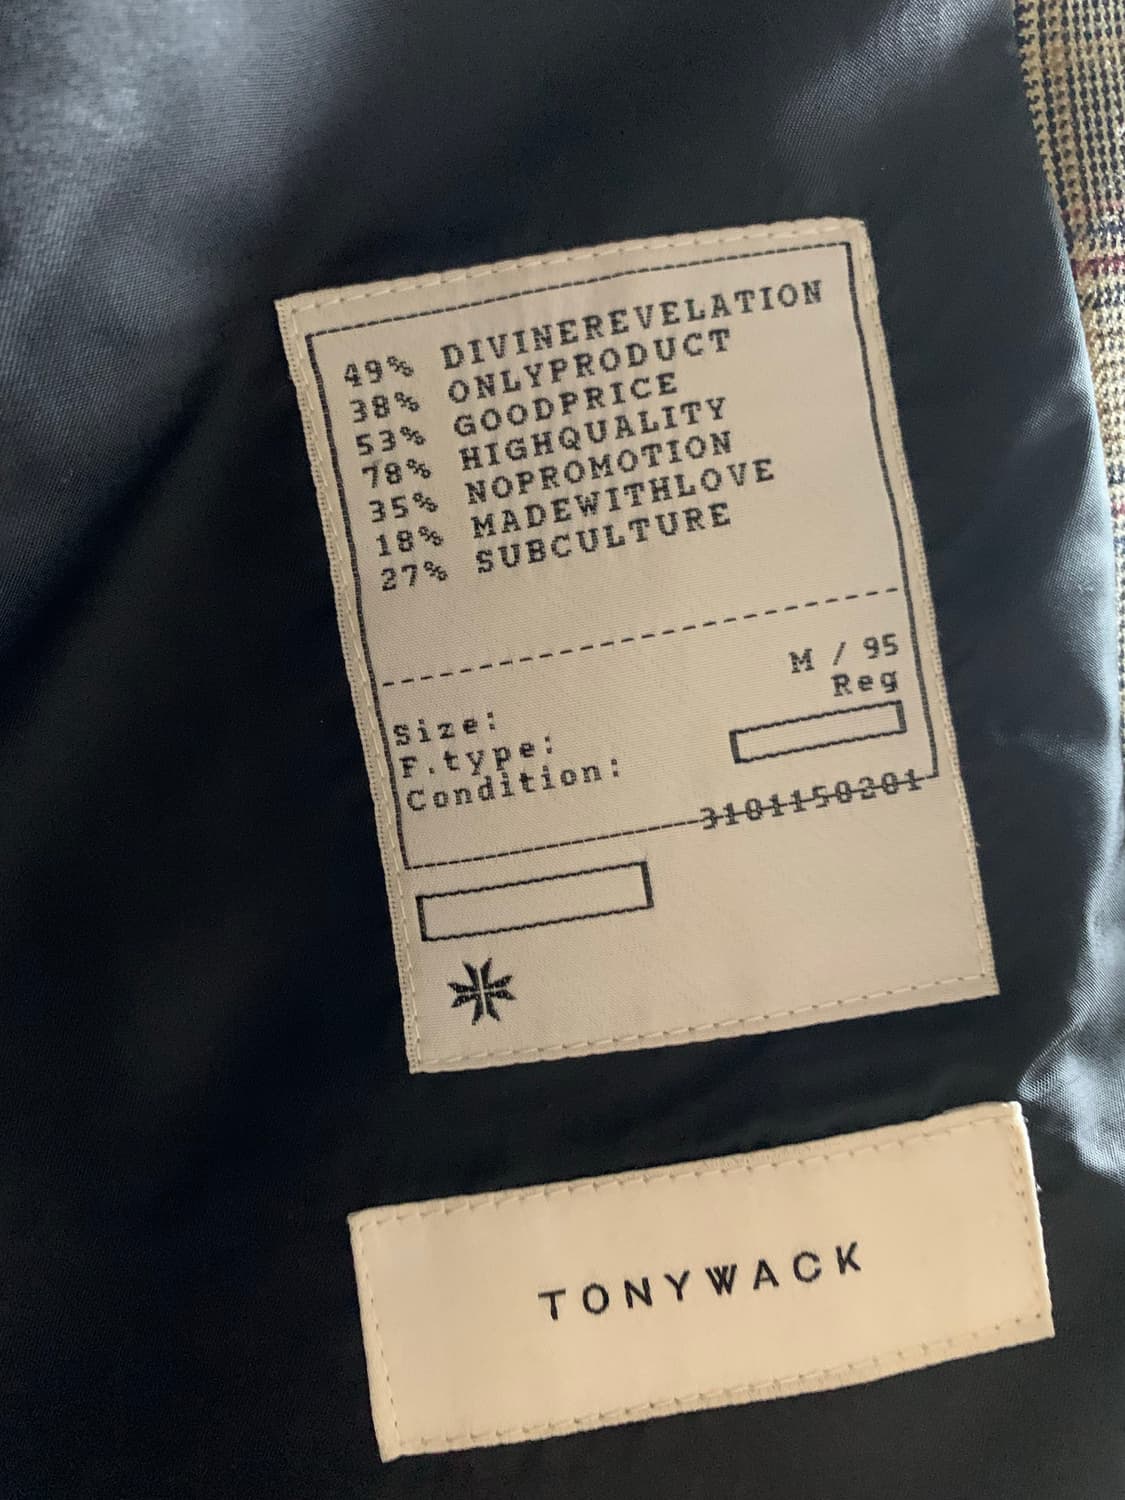 49% DIVINEREVELATION
38% ONLYPRODUCT
53% GOODPRICE
78% HIGHQUALITY
35% NOPROMOTION
18% MADEWITHLOVE
27% SUBCULTURE
Size: M / 95
F.type: Reg
Condition:
3101150201
TONYWACK